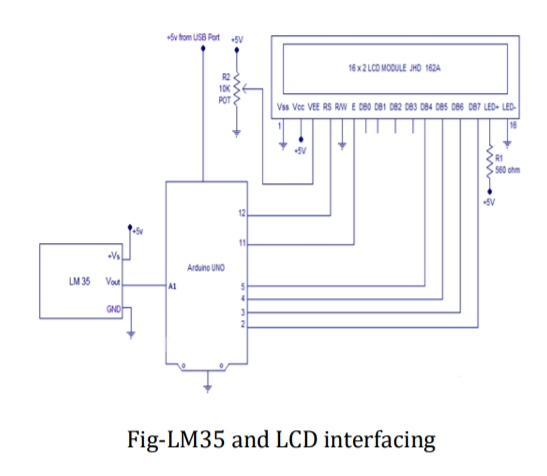 +5v from USB Port
+5V
R2
10K
POT
16 x 2 LCD MODULE JHD 162A
Vss Vcc VEE RS R/W E DB0 DB1 DB2 DB3 DB4 DB5 DB6 DB7 LED+ LED-
1
16
+5V
R1
560 ohm
+5V
12
11
+5v
+Vs
LM 35
Vout
GND
A1
Arduino UNO
5
4
3
2
Fig-LM35 and LCD interfacing